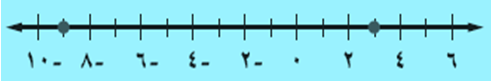 ١٠- ٨- ٦- ٤- ٢- ٠ ٢ ٤ ٦